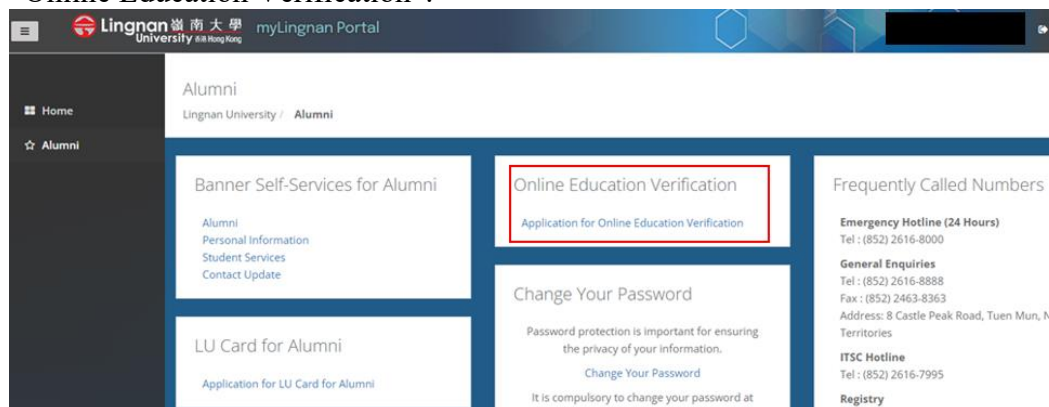 "Online Education Verification".
Lingnan 嶺南大學 myLingnan Portal
University 香港 Hong Kong
Home
Alumni
Alumni
Lingnan University / Alumni
Banner Self-Services for Alumni
Alumni
Personal Information
Student Services
Contact Update
LU Card for Alumni
Application for LU Card for Alumni
Online Education Verification
Application for Online Education Verification
Change Your Password
Password protection is important for ensuring
the privacy of your information.
Change Your Password
It is compulsory to change your password at
Frequently Called Numbers
Emergency Hotline (24 Hours)
Tel : (852) 2616-8000
General Enquiries
Tel : (852) 2616-8888
Fax : (852) 2463-8363
Address: 8 Castle Peak Road, Tuen Mun, N
Territories
ITSC Hotline
Tel : (852) 2616-7995
Registry